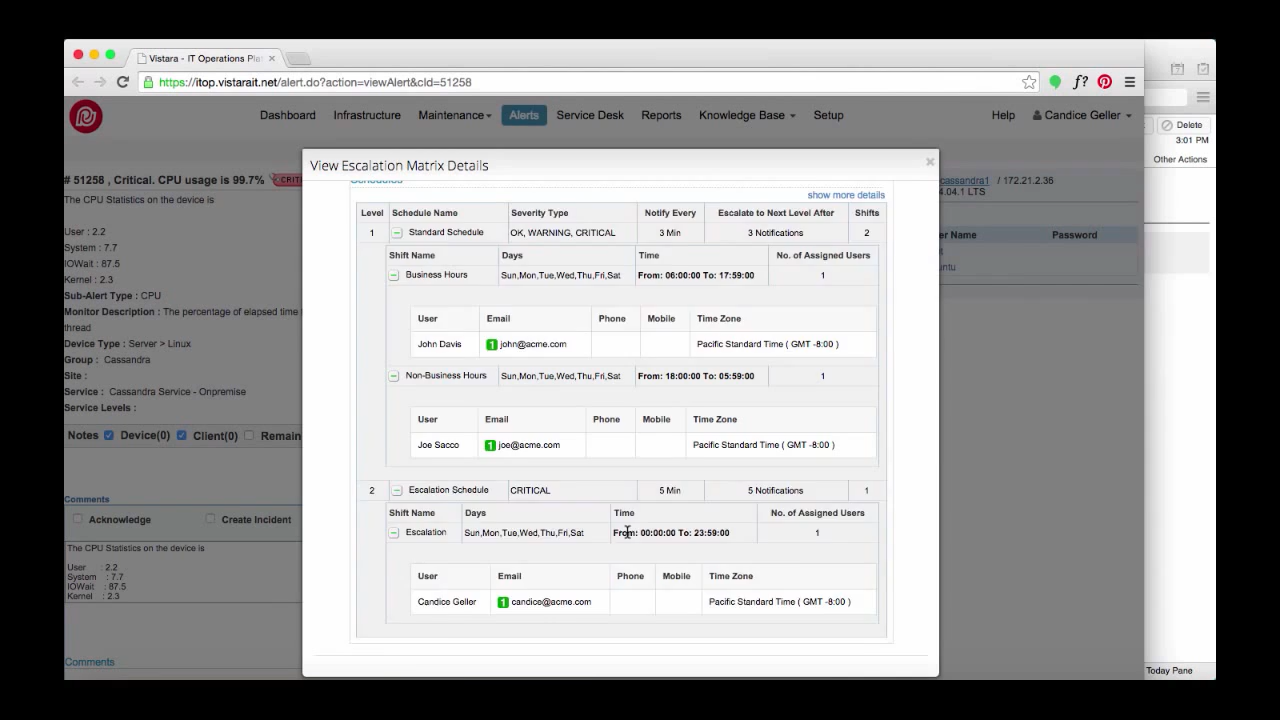 Vistara - IT Operations Pla
https://itop.vistarait.net/alert.do?action=viewAlert&cId=51258
Dashboard Infrastructure Maintenance Alerts Service Desk Reports Knowledge Base Setup Help Candice Geller
Delete
3:01 PM
Other Actions
View Escalation Matrix Details
# 51258 , Critical. CPU usage is 99.7% CRITI
cassandra1 / 172.21.2.36
4.04.1 LTS
The CPU Statistics on the device is
User : 2.2
System : 7.7
IOWait : 87.5
Kernel : 2.3
Sub-Alert Type : CPU
Monitor Description : The percentage of elapsed time
thread
Device Type : Server > Linux
Group : Cassandra
Site :
Service : Cassandra Service - Onpremise
Service Levels :
Notes Device(0) Client(0) Remain
Comments
Acknowledge Create Incident
The CPU Statistics on the device is
User : 2.2
System : 7.7
IOWait : 87.5
Kernel : 2.3
Comments
Schedules
show more details
Level Schedule Name Severity Type Notify Every Escalate to Next Level After Shifts
1 Standard Schedule OK, WARNING, CRITICAL 3 Min 3 Notifications 2
Shift Name Days Time No. of Assigned Users
Business Hours Sun,Mon,Tue,Wed,Thu,Fri,Sat From: 06:00:00 To: 17:59:00 1
User Email Phone Mobile Time Zone
John Davis 1 john@acme.com Pacific Standard Time ( GMT -8:00 )
Non-Business Hours Sun,Mon,Tue,Wed,Thu,Fri,Sat From: 18:00:00 To: 05:59:00 1
User Email Phone Mobile Time Zone
Joe Sacco 1 joe@acme.com Pacific Standard Time ( GMT -8:00 )
2 Escalation Schedule CRITICAL 5 Min 5 Notifications 1
Shift Name Days Time No. of Assigned Users
Escalation Sun,Mon,Tue,Wed,Thu,Fri,Sat From: 00:00:00 To: 23:59:00 1
User Email Phone Mobile Time Zone
Candice Geller 1 candice@acme.com Pacific Standard Time ( GMT -8:00 )
er Name Password
untu
Today Pane